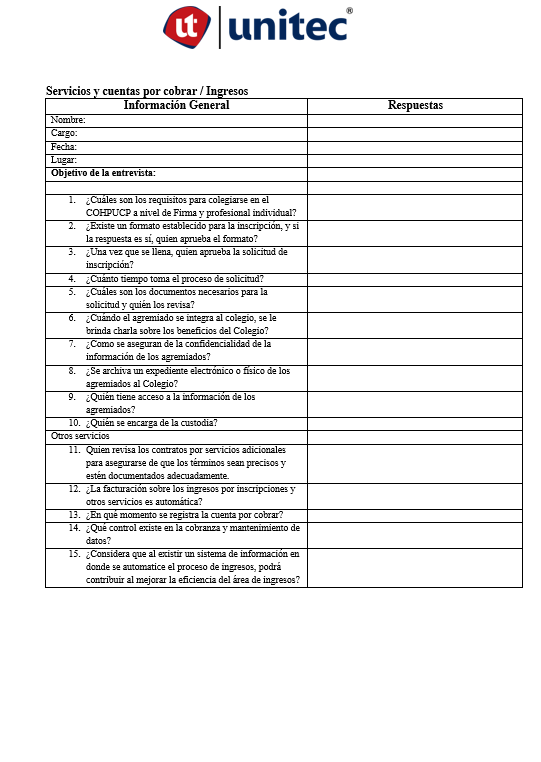 ut unitec®
Servicios y cuentas por cobrar / Ingresos
Información General Respuestas
Nombre:
Cargo:
Fecha:
Lugar:
Objetivo de la entrevista:
1. ¿Cuáles son los requisitos para colegiarse en el
COHPUCP a nivel de Firma y profesional individual?
2. ¿Existe un formato establecido para la inscripción, y si
la respuesta es sí, quien aprueba el formato?
3. ¿Una vez que se llena, quien aprueba la solicitud de
inscripción?
4. ¿Cuánto tiempo toma el proceso de solicitud?
5. ¿Cuáles son los documentos necesarios para la
solicitud y quién los revisa?
6. ¿Cuándo el agremiado se integra al colegio, se le
brinda charla sobre los beneficios del Colegio?
7. ¿Como se aseguran de la confidencialidad de la
información de los agremiados?
8. ¿Se archiva un expediente electrónico o físico de los
agremiados al Colegio?
9. ¿Quién tiene acceso a la información de los
agremiados?
10. ¿Quién se encarga de la custodia?
Otros servicios
11. Quien revisa los contratos por servicios adicionales
para asegurarse de que los términos sean precisos y
estén documentados adecuadamente.
12. ¿La facturación sobre los ingresos por inscripciones y
otros servicios es automática?
13. ¿En qué momento se registra la cuenta por cobrar?
14. ¿Qué control existe en la cobranza y mantenimiento de
datos?
15. ¿Considera que al existir un sistema de información en
donde se automatice el proceso de ingresos, podrá
contribuir al mejorar la eficiencia del área de ingresos?